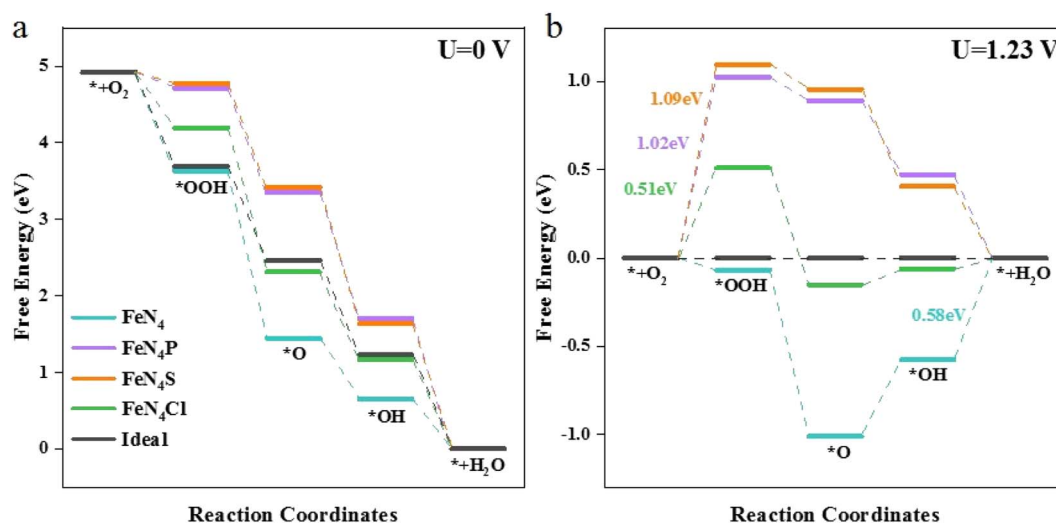 a
U=0 V
5
4
3
2
1
0
Free Energy (eV)
*+O₂
*OOH
*O
*OH
*+H₂O
FeN₄
FeN₄P
FeN₄S
FeN₄Cl
Ideal
Reaction Coordinates
b
U=1.23 V
1.0
0.5
0.0
-0.5
-1.0
Free Energy (eV)
1.09eV
1.02eV
0.51eV
*+O₂
*OOH
*+H₂O
0.58eV
*OH
*O
Reaction Coordinates